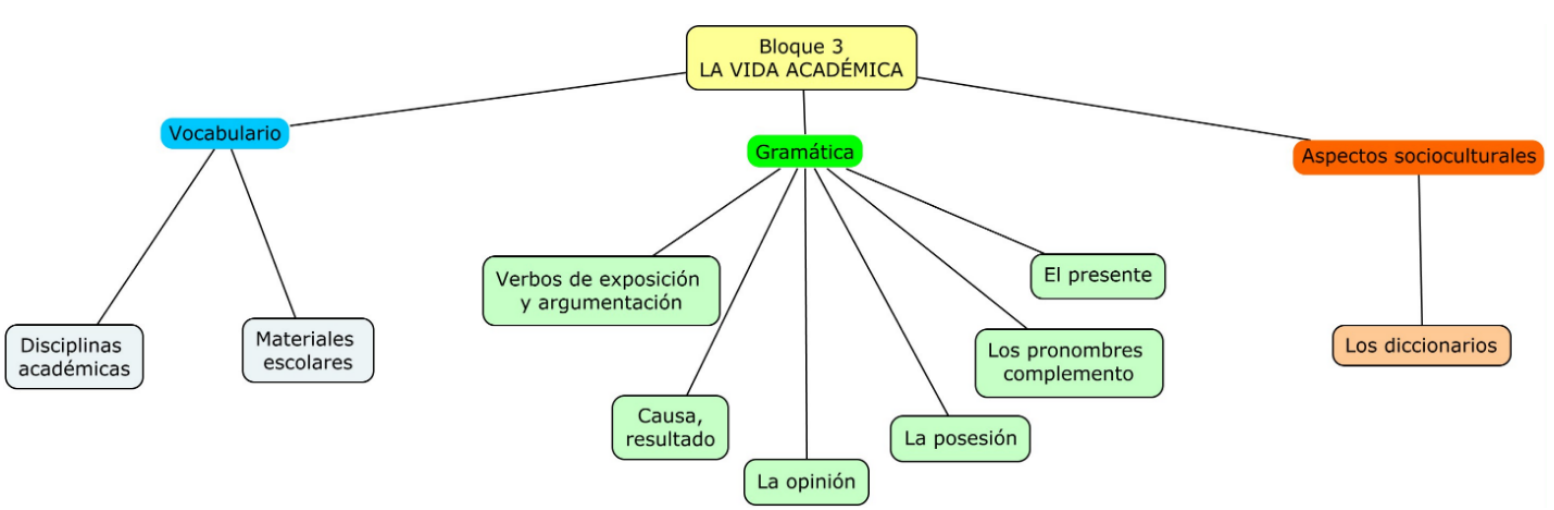 Bloque 3
LA VIDA ACADÉMICA
Vocabulario
Gramática
Aspectos socioculturales
Disciplinas
académicas
Materiales
escolares
Verbos de exposición
y argumentación
Causa,
resultado
La opinión
La posesión
Los pronombres
complemento
El presente
Los diccionarios